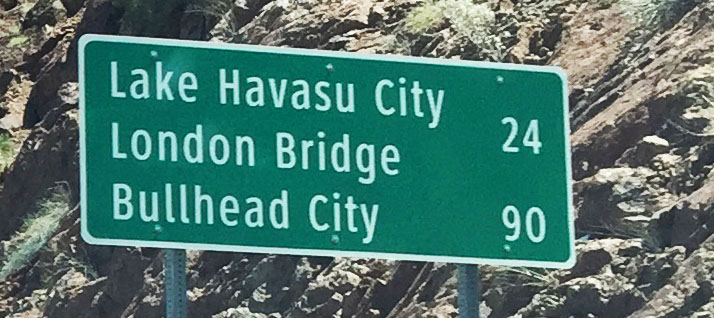 Lake Havasu City
London Bridge 24
Bullhead City 90